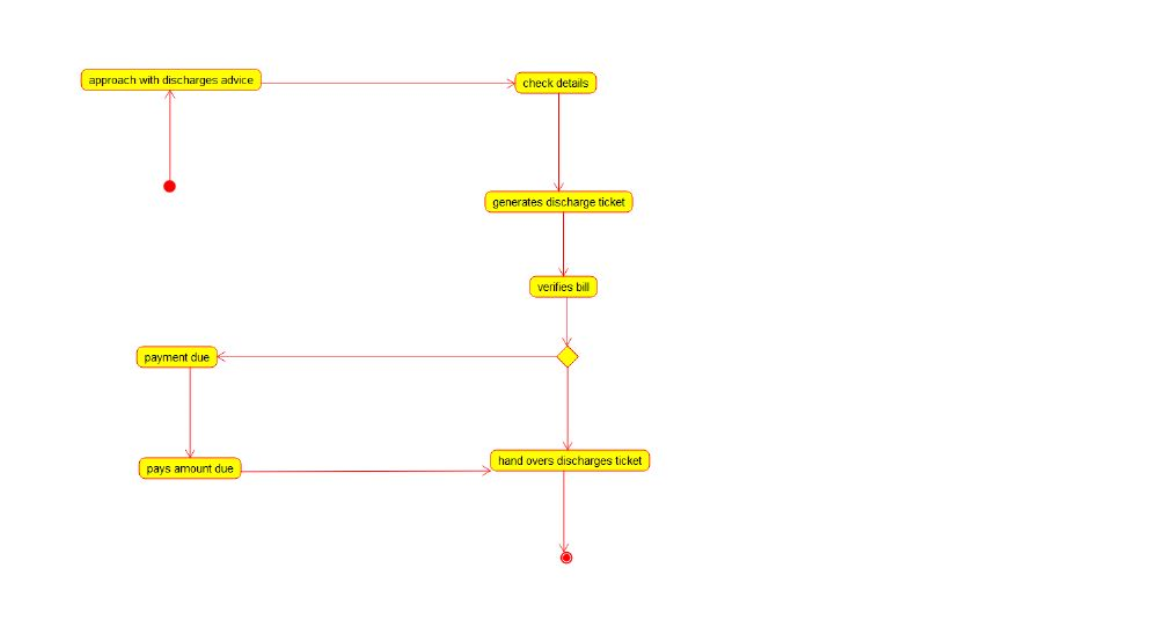 approach with discharges advice
check details
generates discharge ticket
verifies bill
payment due
pays amount due
hand overs discharges ticket